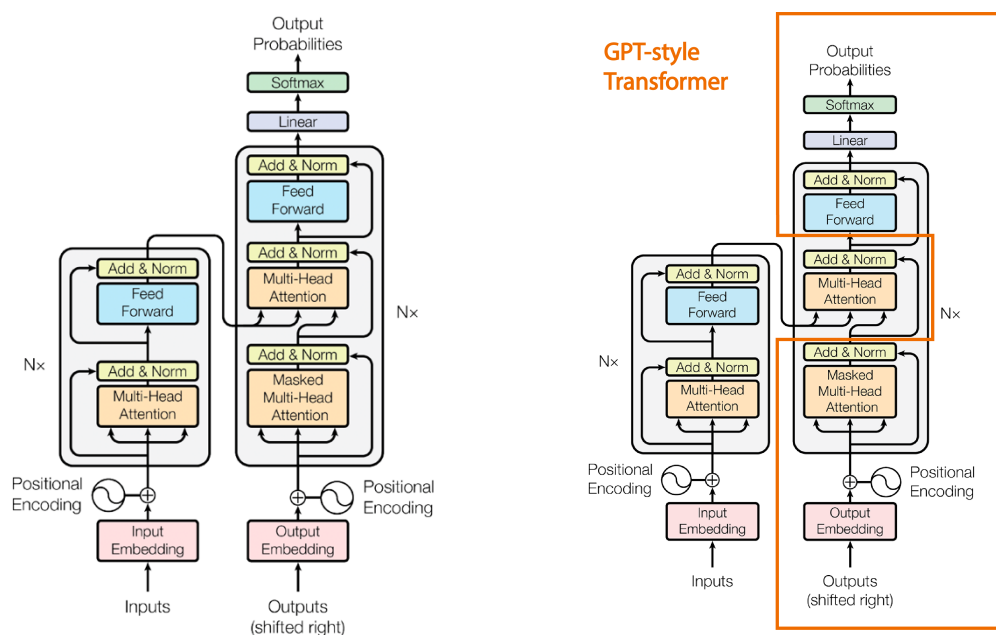 Output
Probabilities
Softmax
Linear
Add & Norm
Feed
Forward
Add & Norm
Multi-Head
Attention
Add & Norm
Masked
Multi-Head
Attention
Nx
Add & Norm
Feed
Forward
Add & Norm
Multi-Head
Attention
Nx
Positional
Encoding
Positional
Encoding
Input
Embedding
Output
Embedding
Inputs
Outputs
(shifted right)
GPT-style
Transformer
Output
Probabilities
Softmax
Linear
Add & Norm
Feed
Forward
Add & Norm
Multi-Head
Attention
Add & Norm
Masked
Multi-Head
Attention
Nx
Add & Norm
Feed
Forward
Add & Norm
Multi-Head
Attention
Nx
Positional
Encoding
Positional
Encoding
Input
Embedding
Output
Embedding
Inputs
Outputs
(shifted right)